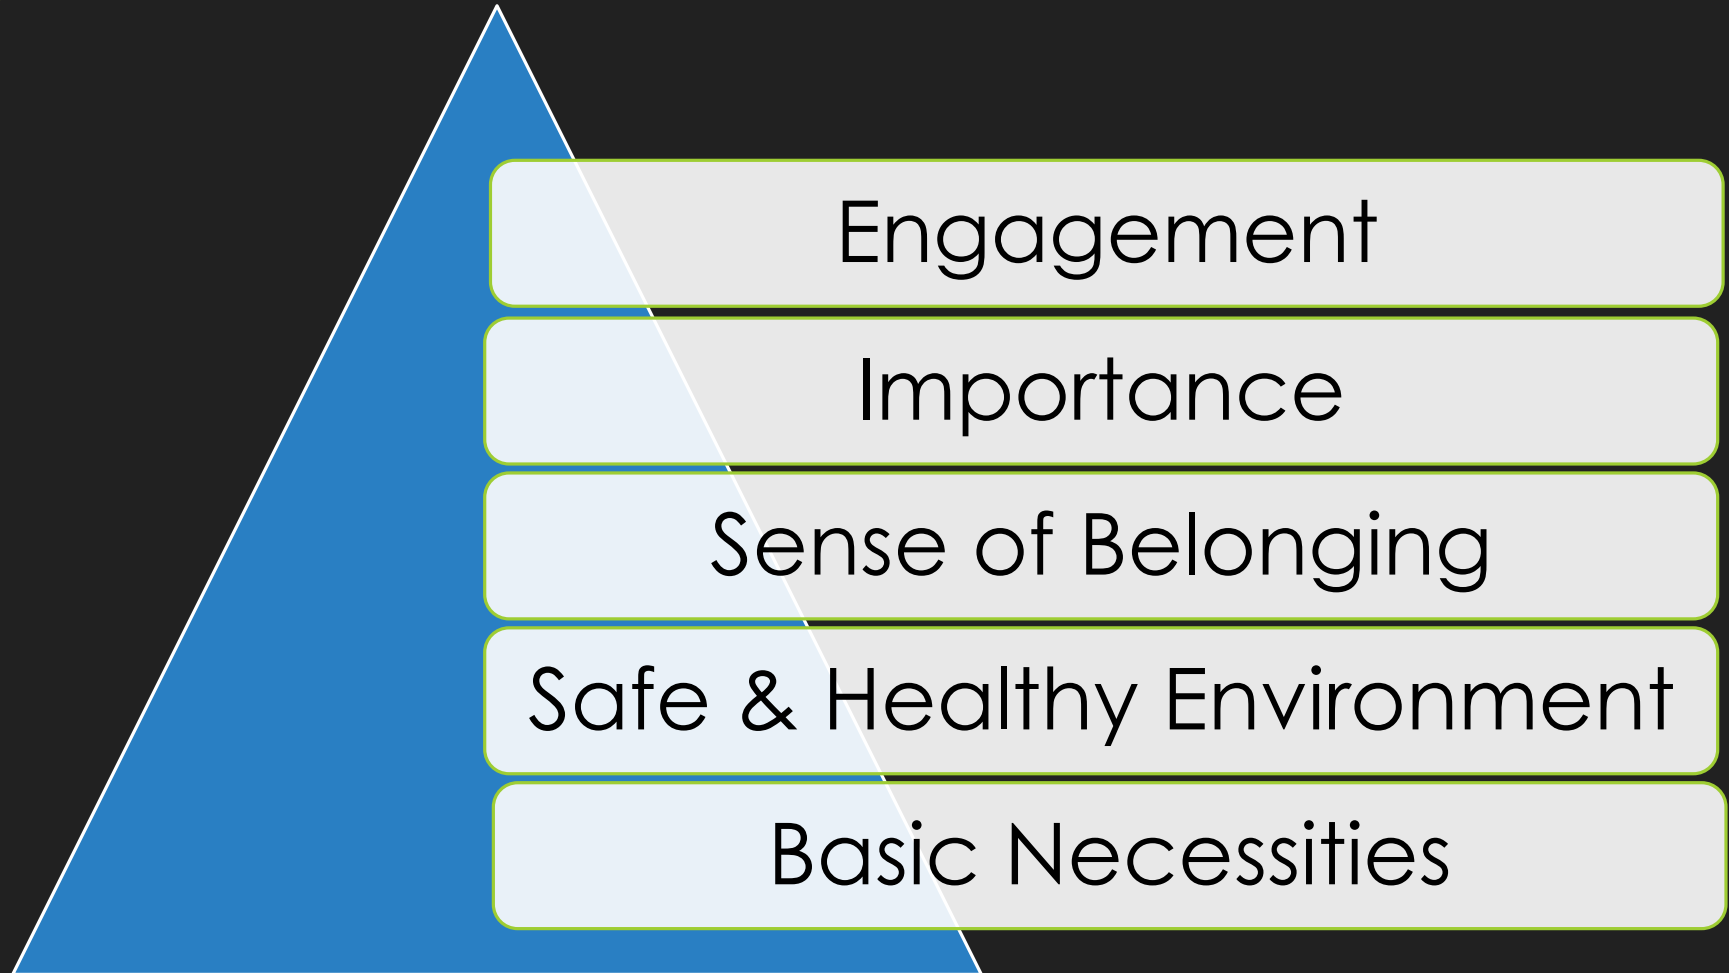 Engagement
Importance
Sense of Belonging
Safe & Healthy Environment
Basic Necessities